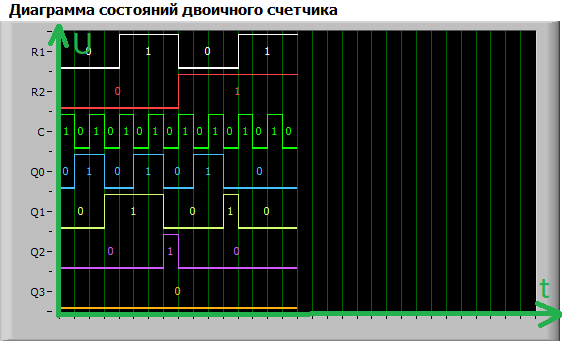 Диаграмма состояний двоичного счетчика
U
R1 0 1 0 1
R2 0 1
C 1 0 1 0 1 0 1 0 1 0 1 0 1 0 1 0
Q0 0 1 0 1 0 1 0
Q1 0 1 0 1 0
Q2 0 1 0
Q3 0
t